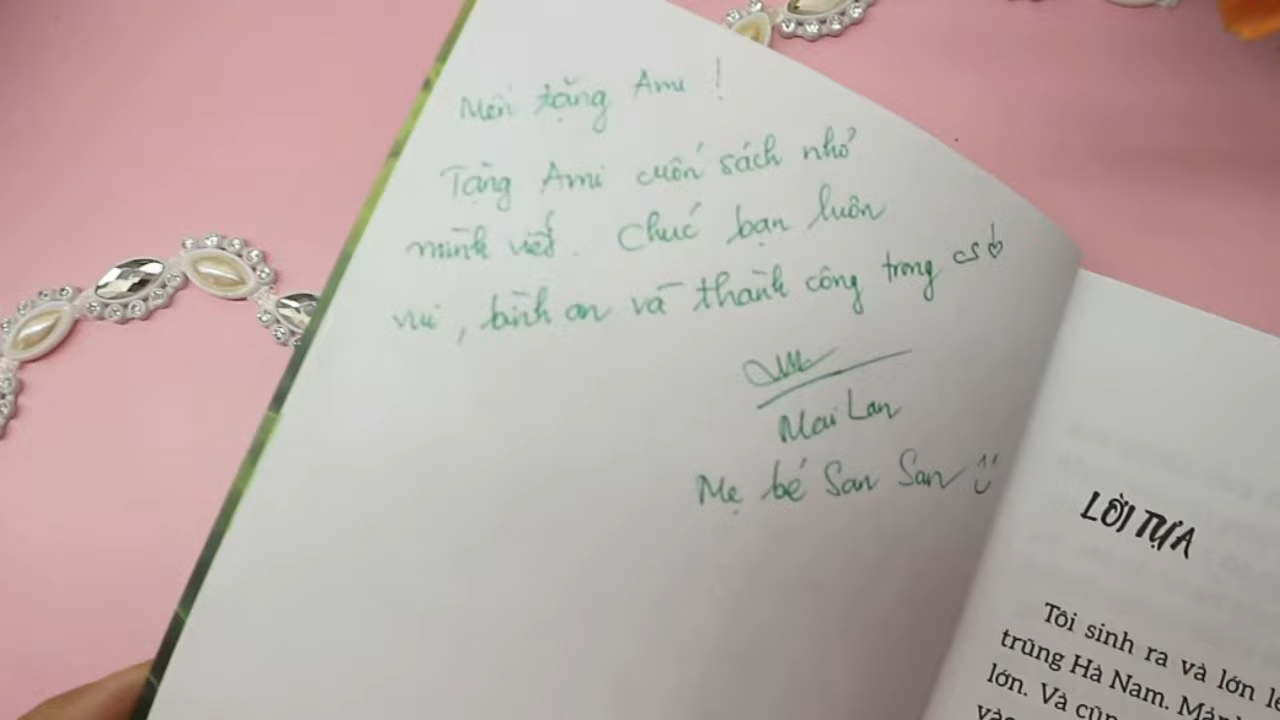 Mến tặng Ami !
Tặng Ami cuốn sách nhỏ
mình viết. Chúc bạn luôn
vui, bình an và thành công trong cs
Mai Lan
Mẹ bé San San
LỜI TỰA
Tôi sinh ra và lớn
trũng Hà Nam.
lớn. Và
vào